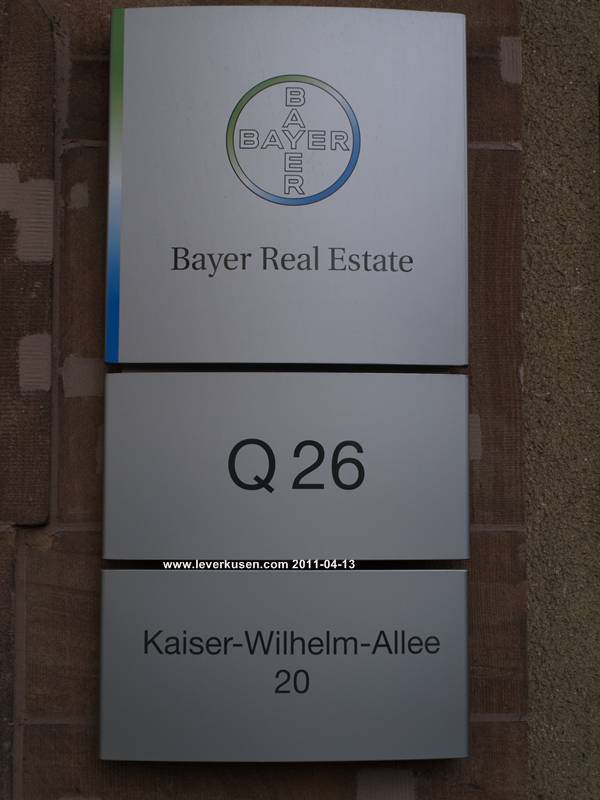 BAYER
BAYER
Bayer Real Estate
Q 26
www.leverkusen.com 2011-04-13
Kaiser-Wilhelm-Allee
20